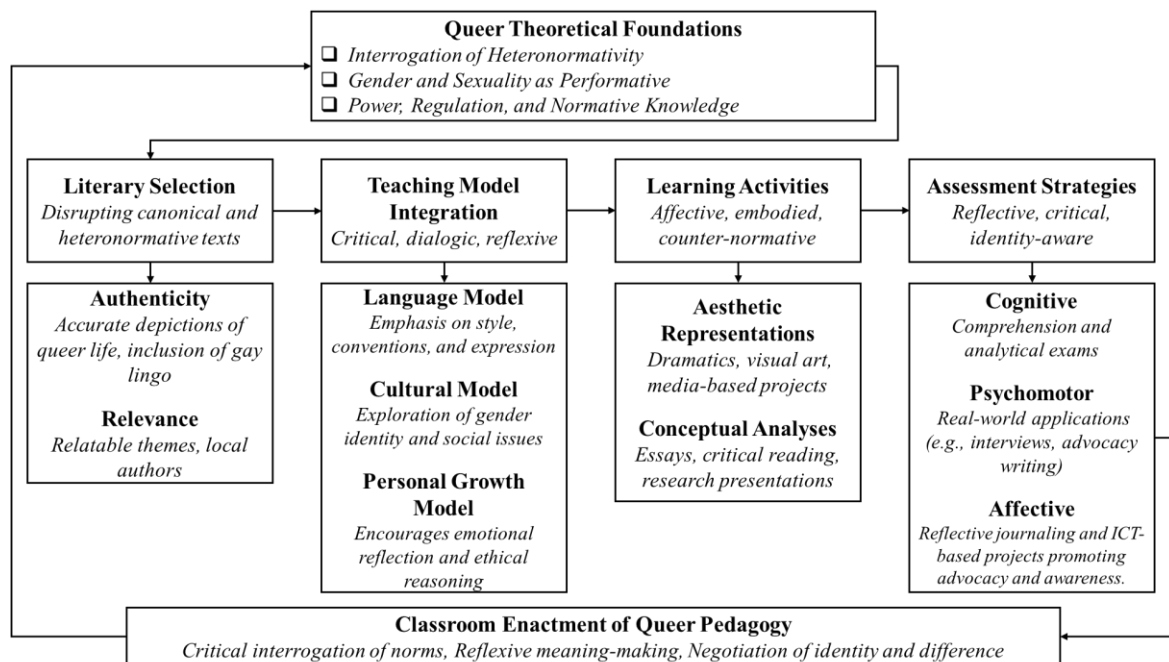 Queer Theoretical Foundations
❑ Interrogation of Heteronormativity
❑ Gender and Sexuality as Performative
❑ Power, Regulation, and Normative Knowledge
Literary Selection
Disrupting canonical and
heteronormative texts
Teaching Model
Integration
Critical, dialogic, reflexive
Learning Activities
Affective, embodied,
counter-normative
Assessment Strategies
Reflective, critical,
identity-aware
Authenticity
Accurate depictions of
queer life, inclusion of gay
lingo
Relevance
Relatable themes, local
authors
Language Model
Emphasis on style,
conventions, and expression
Cultural Model
Exploration of gender
identity and social issues
Personal Growth
Model
Encourages emotional
reflection and ethical
reasoning
Aesthetic
Representations
Dramatics, visual art,
media-based projects
Conceptual Analyses
Essays, critical reading,
research presentations
Cognitive
Comprehension and
analytical exams
Psychomotor
Real-world applications
(e.g., interviews, advocacy
writing)
Affective
Reflective journaling and ICT-
based projects promoting
advocacy and awareness.
Classroom Enactment of Queer Pedagogy
Critical interrogation of norms, Reflexive meaning-making, Negotiation of identity and difference